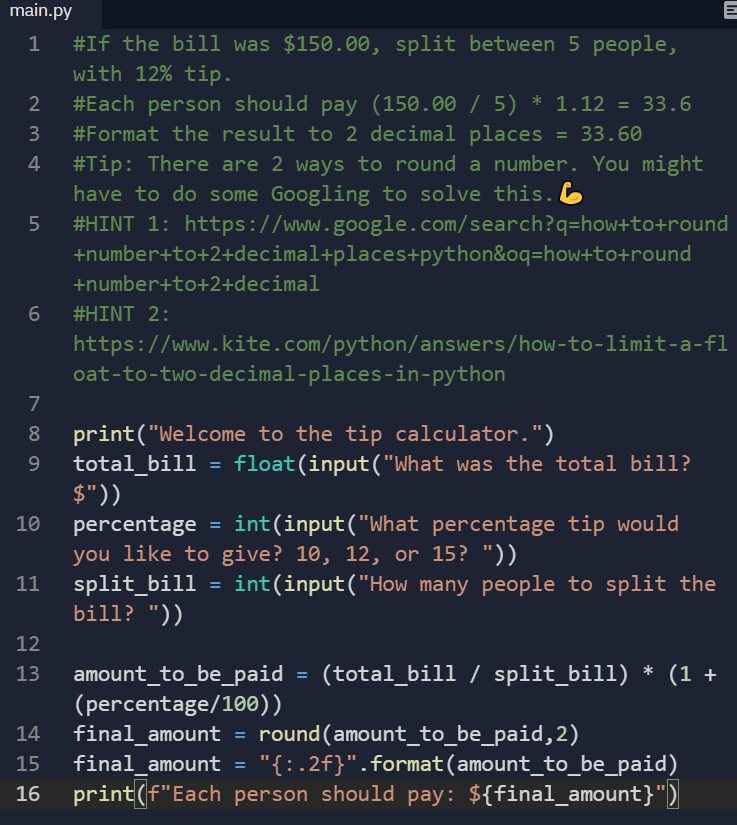 main.py
1 #If the bill was $150.00, split between 5 people,
with 12% tip.
2 #Each person should pay (150.00 / 5) * 1.12 = 33.6
3 #Format the result to 2 decimal places = 33.60
4 #Tip: There are 2 ways to round a number. You might
have to do some Googling to solve this.💪
5 #HINT 1: https://www.google.com/search?q=how+to+round
+number+to+2+decimal+places+python&oq=how+to+round
+number+to+2+decimal
6 #HINT 2:
https://www.kite.com/python/answers/how-to-limit-a-fl
oat-to-two-decimal-places-in-python
7
8 print("Welcome to the tip calculator.")
9 total_bill = float(input("What was the total bill?
$"))
10 percentage = int(input("What percentage tip would
you like to give? 10, 12, or 15? "))
11 split_bill = int(input("How many people to split the
bill? "))
12
13 amount_to_be_paid = (total_bill / split_bill) * (1 +
(percentage/100))
14 final_amount = round(amount_to_be_paid,2)
15 final_amount = "{:.2f}".format(amount_to_be_paid)
16 print(f"Each person should pay: ${final_amount}")